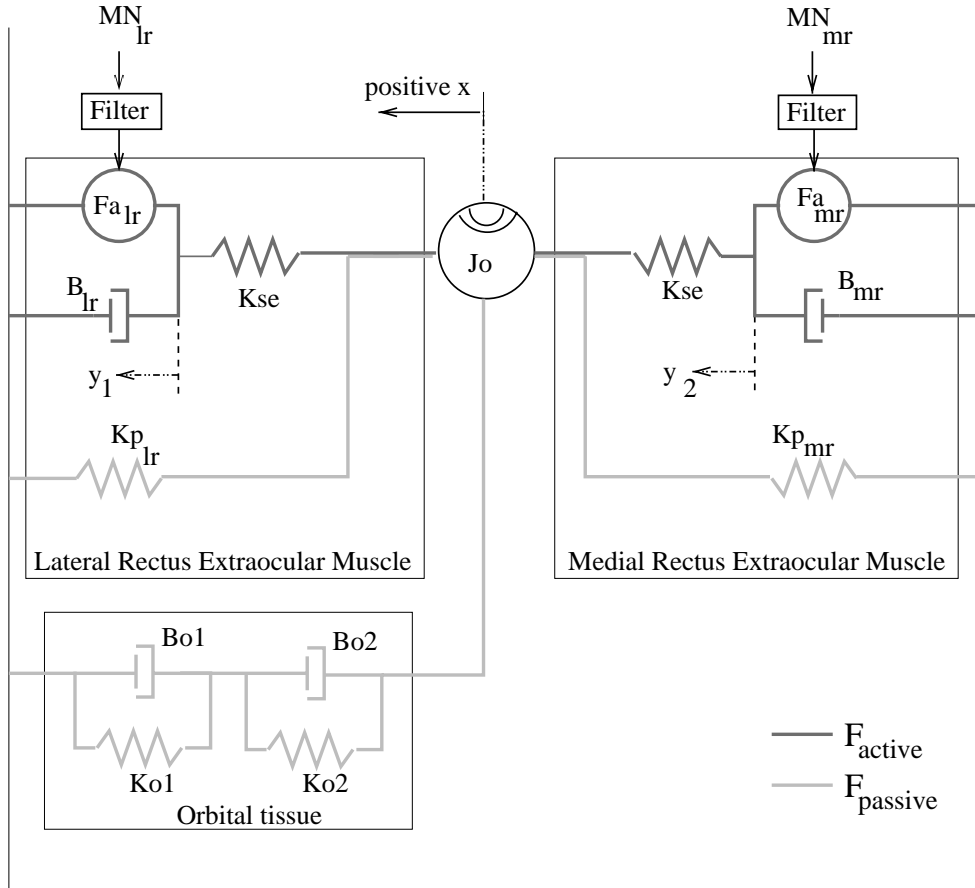 MN
lr
MN
mr
positive x
Filter
Filter
Fa
lr
Fa
mr
Jo
Kse
Kse
B
lr
B
mr
y
1
y
2
Kp
lr
Kp
mr
Lateral Rectus Extraocular Muscle
Medial Rectus Extraocular Muscle
Bo1
Bo2
Ko1
Ko2
Orbital tissue
F
active
F
passive